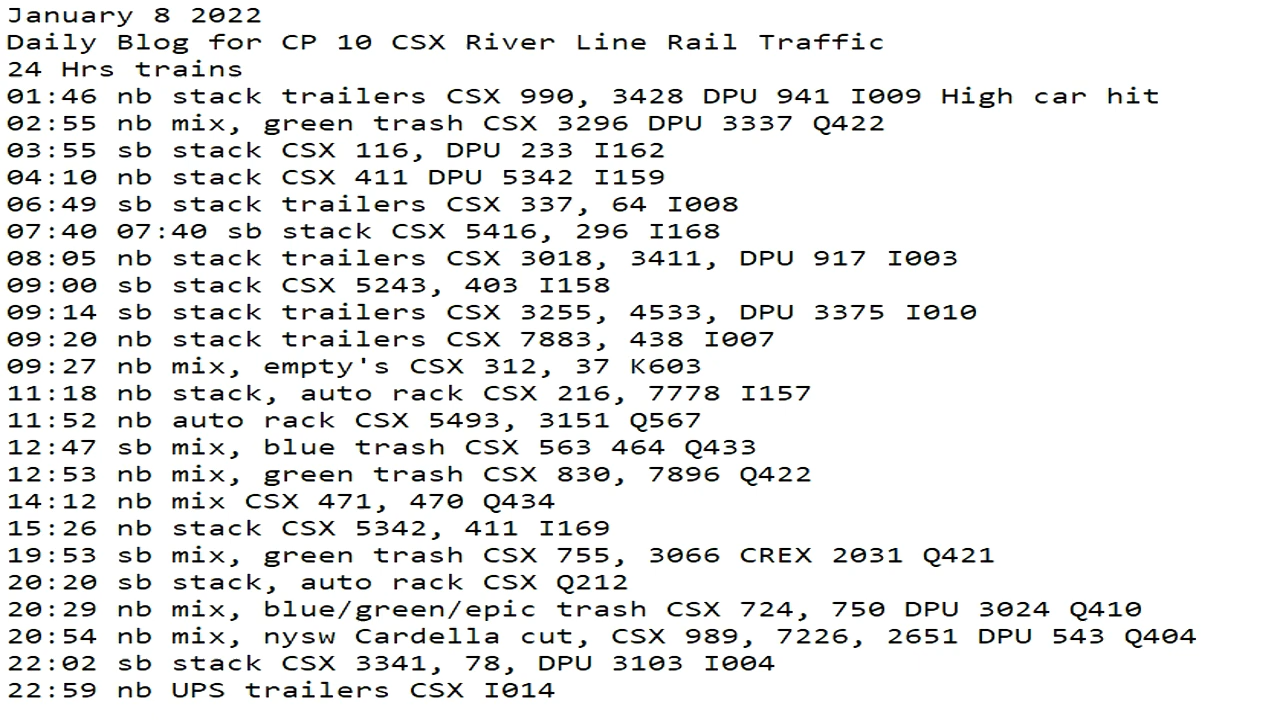 January 8 2022
Daily Blog for CP 10 CSX River Line Rail Traffic
24 Hrs trains
01:46 nb stack trailers CSX 990, 3428 DPU 941 I009 High car hit
02:55 nb mix, green trash CSX 3296 DPU 3337 Q422
03:55 sb stack CSX 116, DPU 233 I162
04:10 nb stack CSX 411 DPU 5342 I159
06:49 sb stack trailers CSX 337, 64 I008
07:40 07:40 sb stack CSX 5416, 296 I168
08:05 nb stack trailers CSX 3018, 3411, DPU 917 I003
09:00 sb stack CSX 5243, 403 I158
09:14 sb stack trailers CSX 3255, 4533, DPU 3375 I010
09:20 nb stack trailers CSX 7883, 438 I007
09:27 nb mix, empty's CSX 312, 37 K603
11:18 nb stack, auto rack CSX 216, 7778 I157
11:52 nb auto rack CSX 5493, 3151 Q567
12:47 sb mix, blue trash CSX 563 464 Q433
12:53 nb mix, green trash CSX 830, 7896 Q422
14:12 nb mix CSX 471, 470 Q434
15:26 nb stack CSX 5342, 411 I169
19:53 sb mix, green trash CSX 755, 3066 CREX 2031 Q421
20:20 sb stack, auto rack CSX Q212
20:29 nb mix, blue/green/epic trash CSX 724, 750 DPU 3024 Q410
20:54 nb mix, nysw Cardella cut, CSX 989, 7226, 2651 DPU 543 Q404
22:02 sb stack CSX 3341, 78, DPU 3103 I004
22:59 nb UPS trailers CSX I014